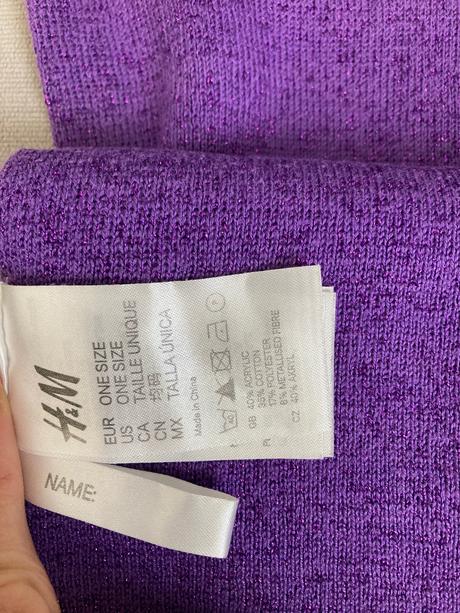 H&M
EUR ONE SIZE
US ONE SIZE
CA TAILLE UNIQUE
CN 均码
MX TALLA ÚNICA
Made in China
GB 40% ACRYLIC
35% COTTON
17% POLYESTER
8% METALLISED FIBRE
PL
CZ 40% AKRYL
NAME: